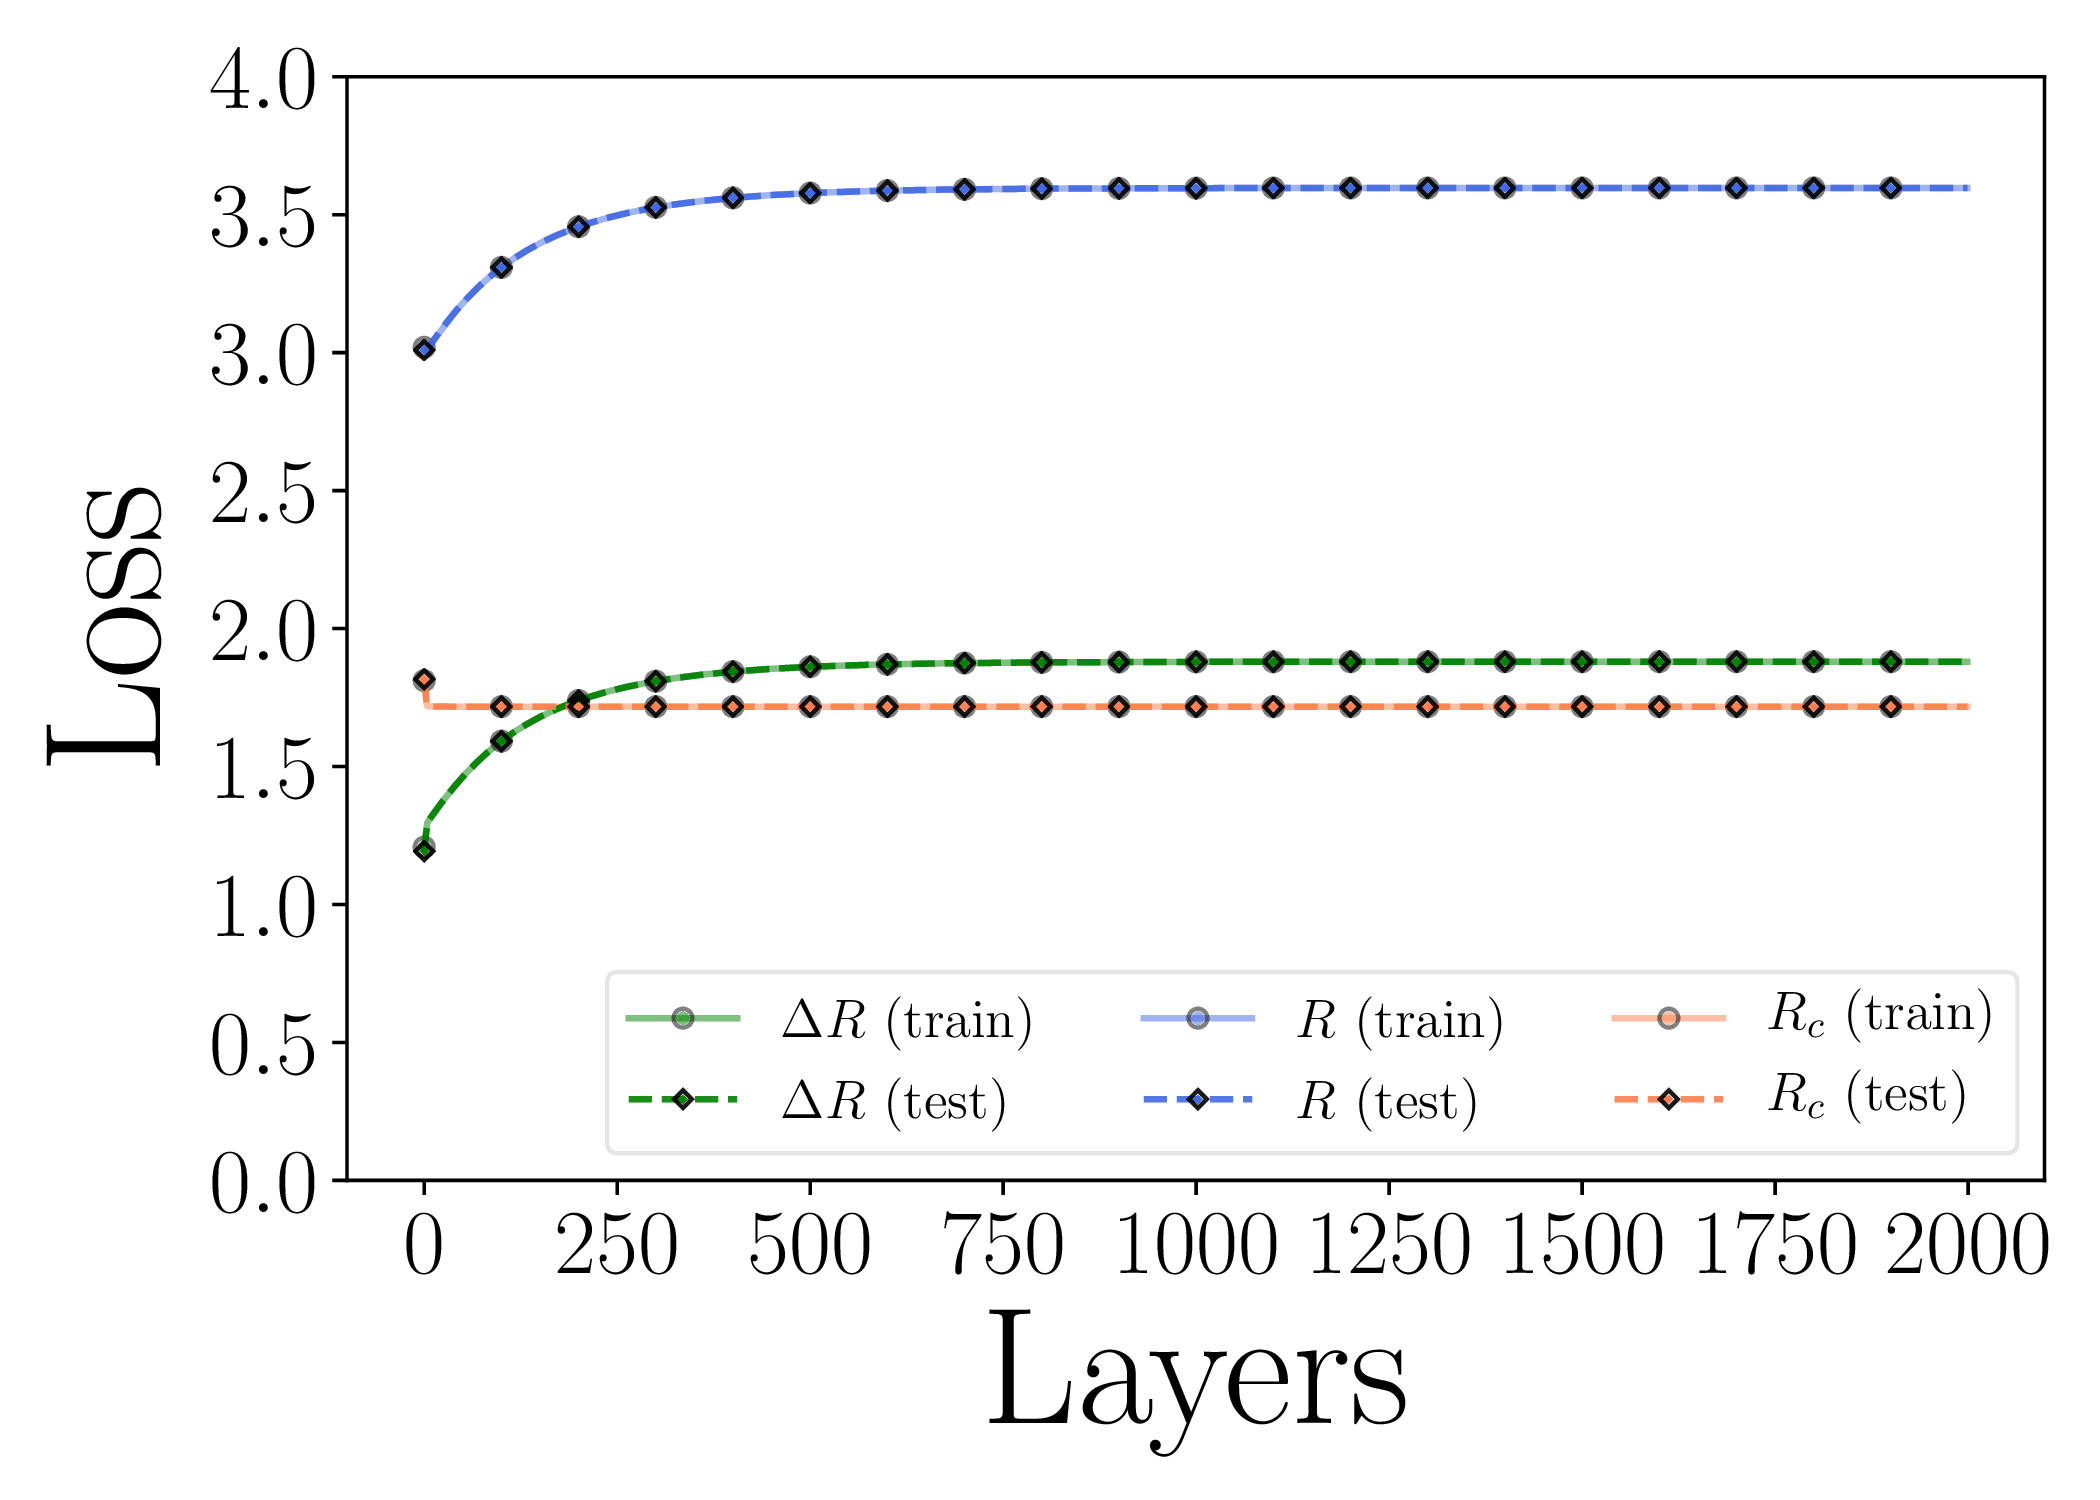 4.0
3.5
3.0
2.5
2.0
1.5
1.0
0.5
0.0
Loss
0 250 500 750 1000 1250 1500 1750 2000
Layers
ΔR (train) R (train) R_c (train)
ΔR (test) R (test) R_c (test)